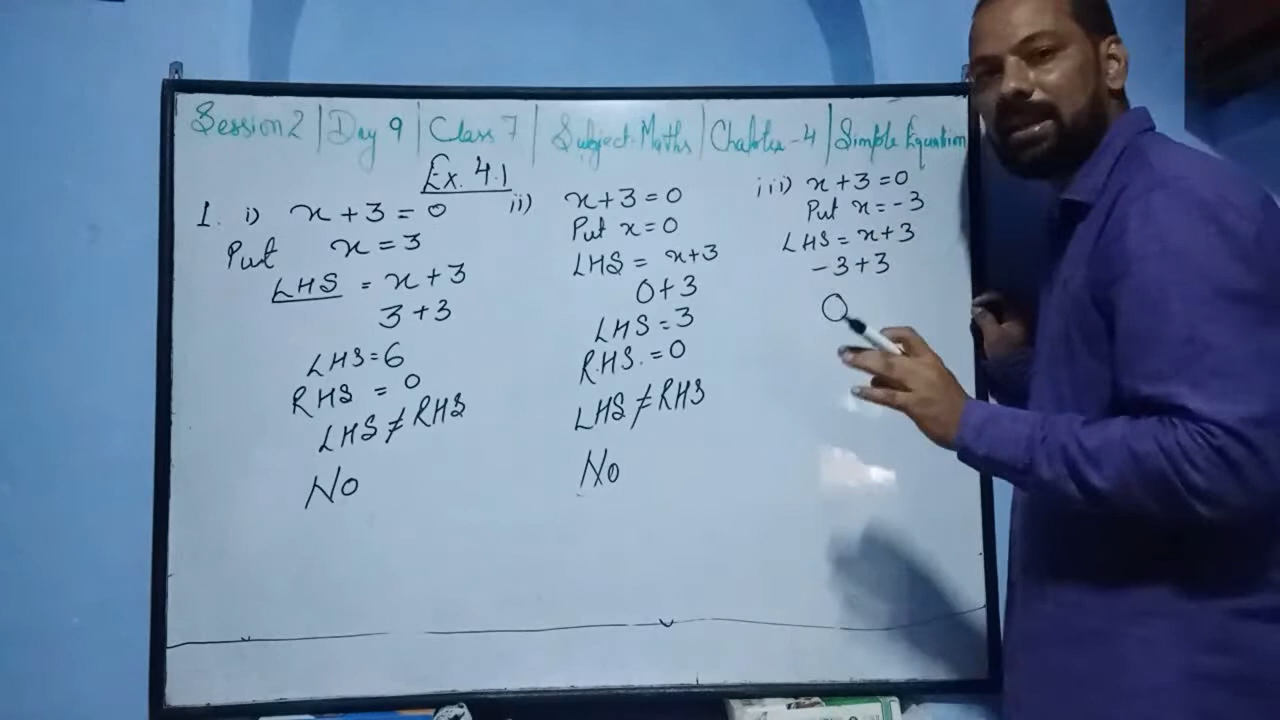 Session 2 | Day 9 | Class 7 | Subject-Maths | Chapter-4 | Simple Equation
Ex. 4.1
1. i) x + 3 = 0
Put x = 3
LHS = x + 3
3 + 3
LHS = 6
RHS = 0
LHS ≠ RHS
No
ii) x + 3 = 0
Put x = 0
LHS = x + 3
0 + 3
LHS = 3
RHS. = 0
LHS ≠ RHS
No
iii) x + 3 = 0
Put x = -3
LHS = x + 3
-3 + 3
0